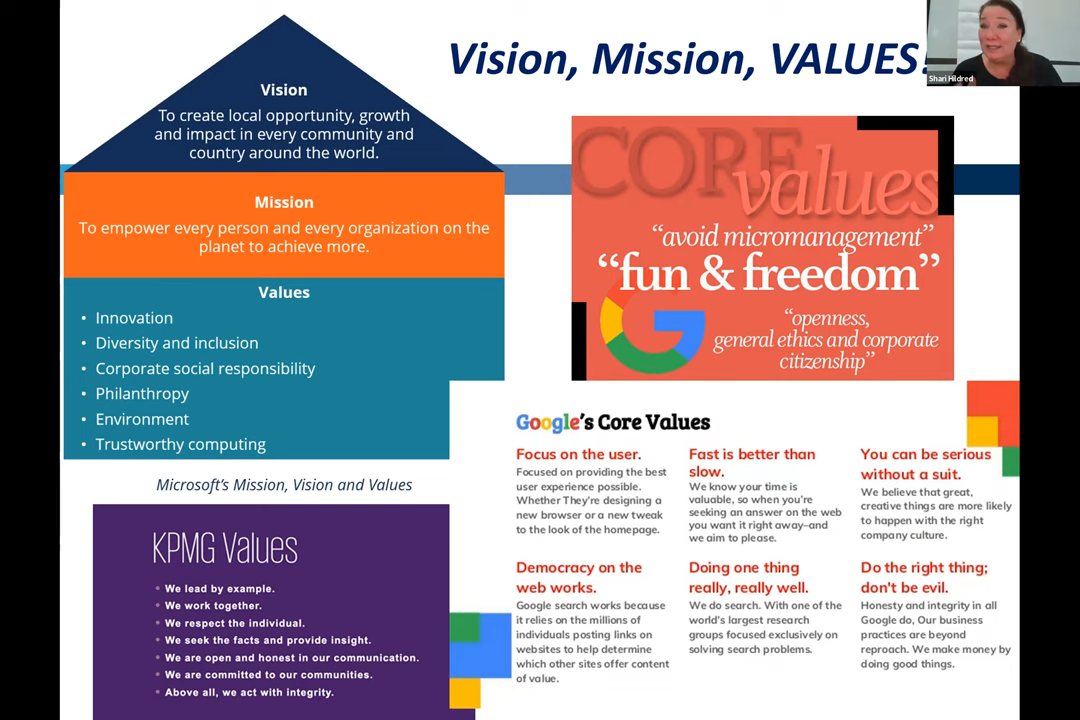 Vision, Mission, VALUES!
Shari Hildred
Vision
To create local opportunity, growth
and impact in every community and
country around the world.
Mission
To empower every person and every organization on the
planet to achieve more.
Values
• Innovation
• Diversity and inclusion
• Corporate social responsibility
• Philanthropy
• Environment
• Trustworthy computing
Microsoft's Mission, Vision and Values
KPMG Values
• We lead by example.
• We work together.
• We respect the individual.
• We seek the facts and provide insight.
• We are open and honest in our communication.
• We are committed to our communities.
• Above all, we act with integrity.
CORE
values
“avoid micromanagement”
“fun & freedom”
“openness,
general ethics and corporate
citizenship”
G
Google's Core Values
Focus on the user.
Focused on providing the best
user experience possible.
Whether They're designing a
new browser or a new tweak
to the look of the homepage.
Fast is better than
slow.
We know your time is
valuable, so when you're
seeking an answer on the web
you want it right away–and
we aim to please.
You can be serious
without a suit.
We believe that great,
creative things are more likely
to happen with the right
company culture.
Democracy on the
web works.
Google search works because
it relies on the millions of
individuals posting links on
websites to help determine
which other sites offer content
of value.
Doing one thing
really, really well.
We do search. With one of the
world's largest research
groups focused exclusively on
solving search problems.
Do the right thing;
don't be evil.
Honesty and integrity in all
Google do, Our business
practices are beyond
reproach. We make money by
doing good things.